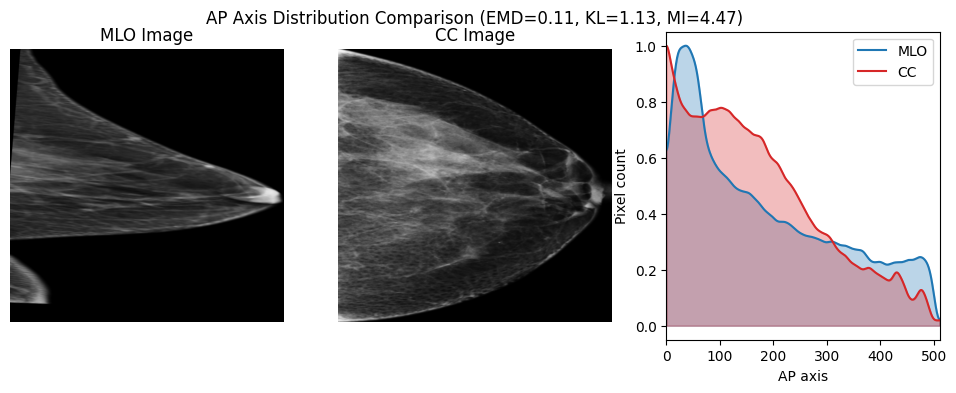 AP Axis Distribution Comparison (EMD=0.11, KL=1.13, MI=4.47)
MLO Image
CC Image
MLO
CC
Pixel count
1.0
0.8
0.6
0.4
0.2
0.0
0 100 200 300 400 500
AP axis